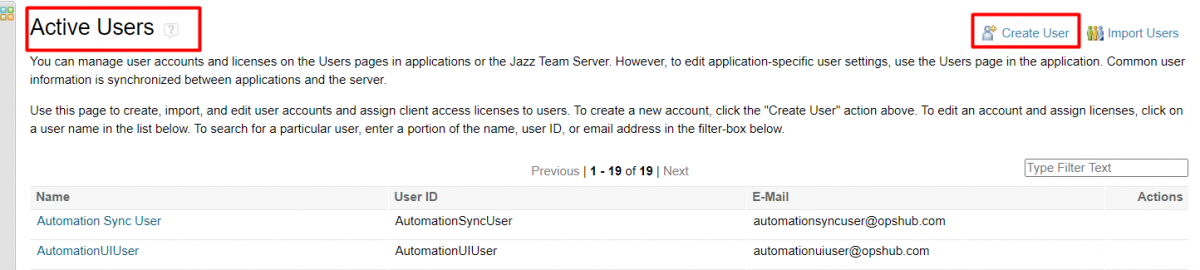 Active Users ?
Create User Import Users
You can manage user accounts and licenses on the Users pages in applications or the Jazz Team Server. However, to edit application-specific user settings, use the Users page in the application. Common user
information is synchronized between applications and the server.
Use this page to create, import, and edit user accounts and assign client access licenses to users. To create a new account, click the "Create User" action above. To edit an account and assign licenses, click on
a user name in the list below. To search for a particular user, enter a portion of the name, user ID, or email address in the filter-box below.
Previous | 1 - 19 of 19 | Next
Type Filter Text
Name User ID E-Mail Actions
Automation Sync User AutomationSyncUser automationsyncuser@opshub.com
AutomationUIUser AutomationUIUser automationuiuser@opshub.com